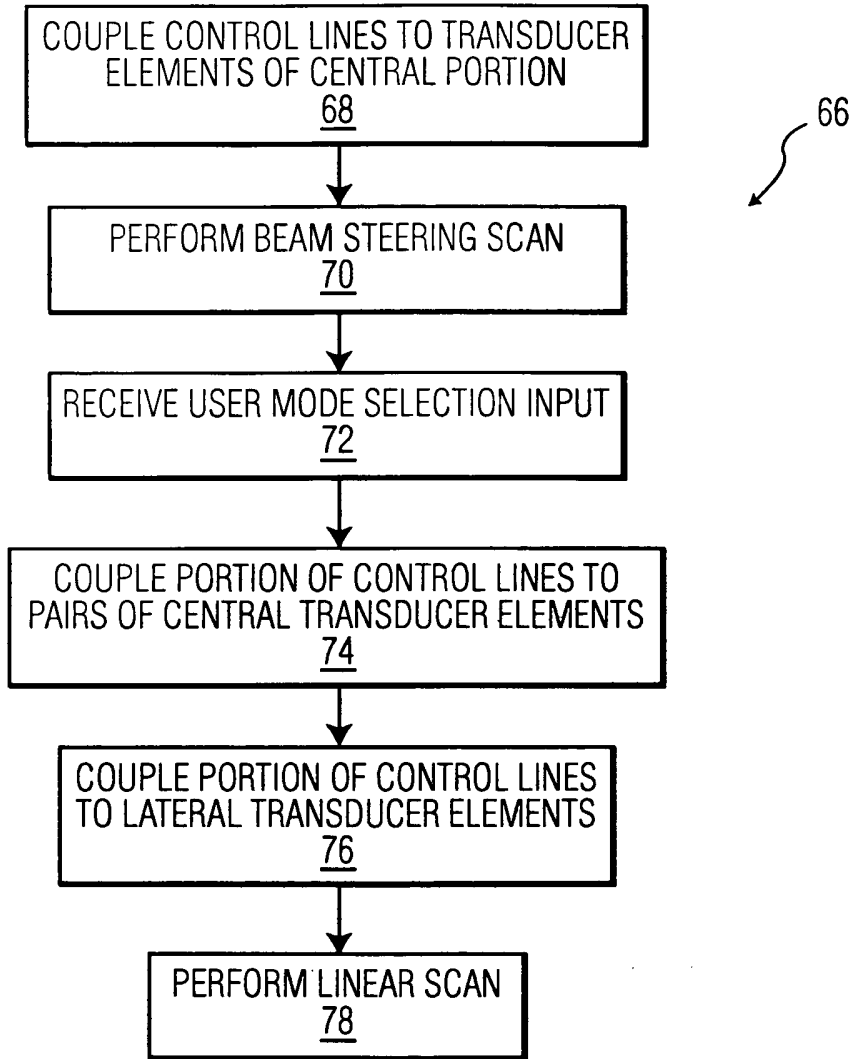 COUPLE CONTROL LINES TO TRANSDUCER
ELEMENTS OF CENTRAL PORTION
68
66
PERFORM BEAM STEERING SCAN
70
RECEIVE USER MODE SELECTION INPUT
72
COUPLE PORTION OF CONTROL LINES TO
PAIRS OF CENTRAL TRANSDUCER ELEMENTS
74
COUPLE PORTION OF CONTROL LINES
TO LATERAL TRANSDUCER ELEMENTS
76
PERFORM LINEAR SCAN
78